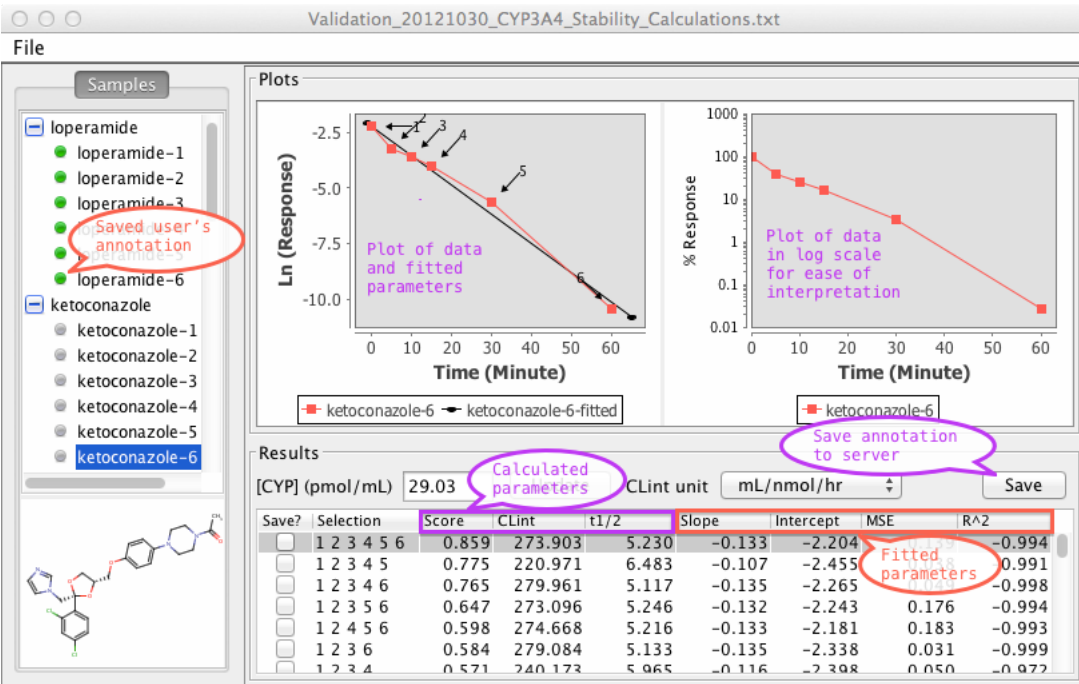 Validation_20121030_CYP3A4_Stability_Calculations.txt
File
Samples
loperamide
loperamide-1
loperamide-2
loperamide-3
loperamide-6
Saved user's
annotation
ketoconazole
ketoconazole-1
ketoconazole-2
ketoconazole-3
ketoconazole-4
ketoconazole-5
ketoconazole-6
Plots
Ln (Response)
-2.5
-5.0
-7.5
-10.0
1
2
3
4
5
6
Plot of data
and fitted
parameters
0 10 20 30 40 50 60
Time (Minute)
ketoconazole-6 ketoconazole-6-fitted
% Response
1000
100
10
1
0.1
0.01
Plot of data
in log scale
for ease of
interpretation
0 10 20 30 40 50 60
Time (Minute)
ketoconazole-6
Save annotation
to server
Results
Calculated
parameters
[CYP] (pmol/mL) 29.03 CLint unit mL/nmol/hr Save
Save? Selection Score CLint t1/2 Slope Intercept MSE R^2
1 2 3 4 5 6 0.859 273.903 5.230 -0.133 -2.204 -0.994
1 2 3 4 5 0.775 220.971 6.483 -0.107 -2.455 -0.991
1 2 3 4 6 0.765 279.961 5.117 -0.135 -2.265 -0.998
1 2 3 5 6 0.647 273.096 5.246 -0.132 -2.243 0.176 -0.994
1 2 4 5 6 0.598 274.668 5.216 -0.133 -2.181 0.183 -0.993
1 2 3 6 0.584 279.084 5.133 -0.135 -2.338 0.031 -0.999
1 2 3 4 0.571 240.173 5.965 -0.116 -2.398 0.050 -0.972
Fitted
parameters
N
N
O
O
O
N
N
O
CH3
Cl
Cl